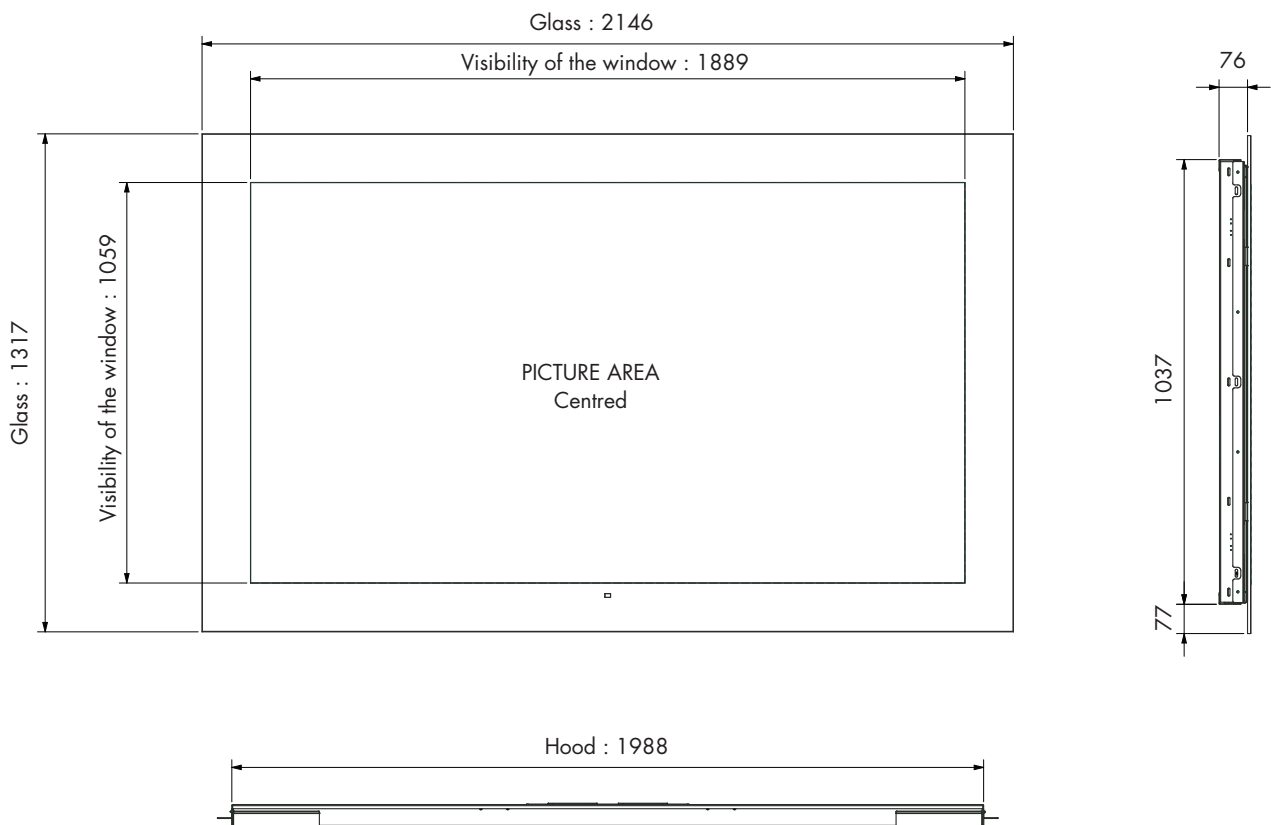 Glass : 2146
Visibility of the window : 1889
76
Glass : 1317
Visibility of the window : 1059
PICTURE AREA
Centred
1037
77
Hood : 1988